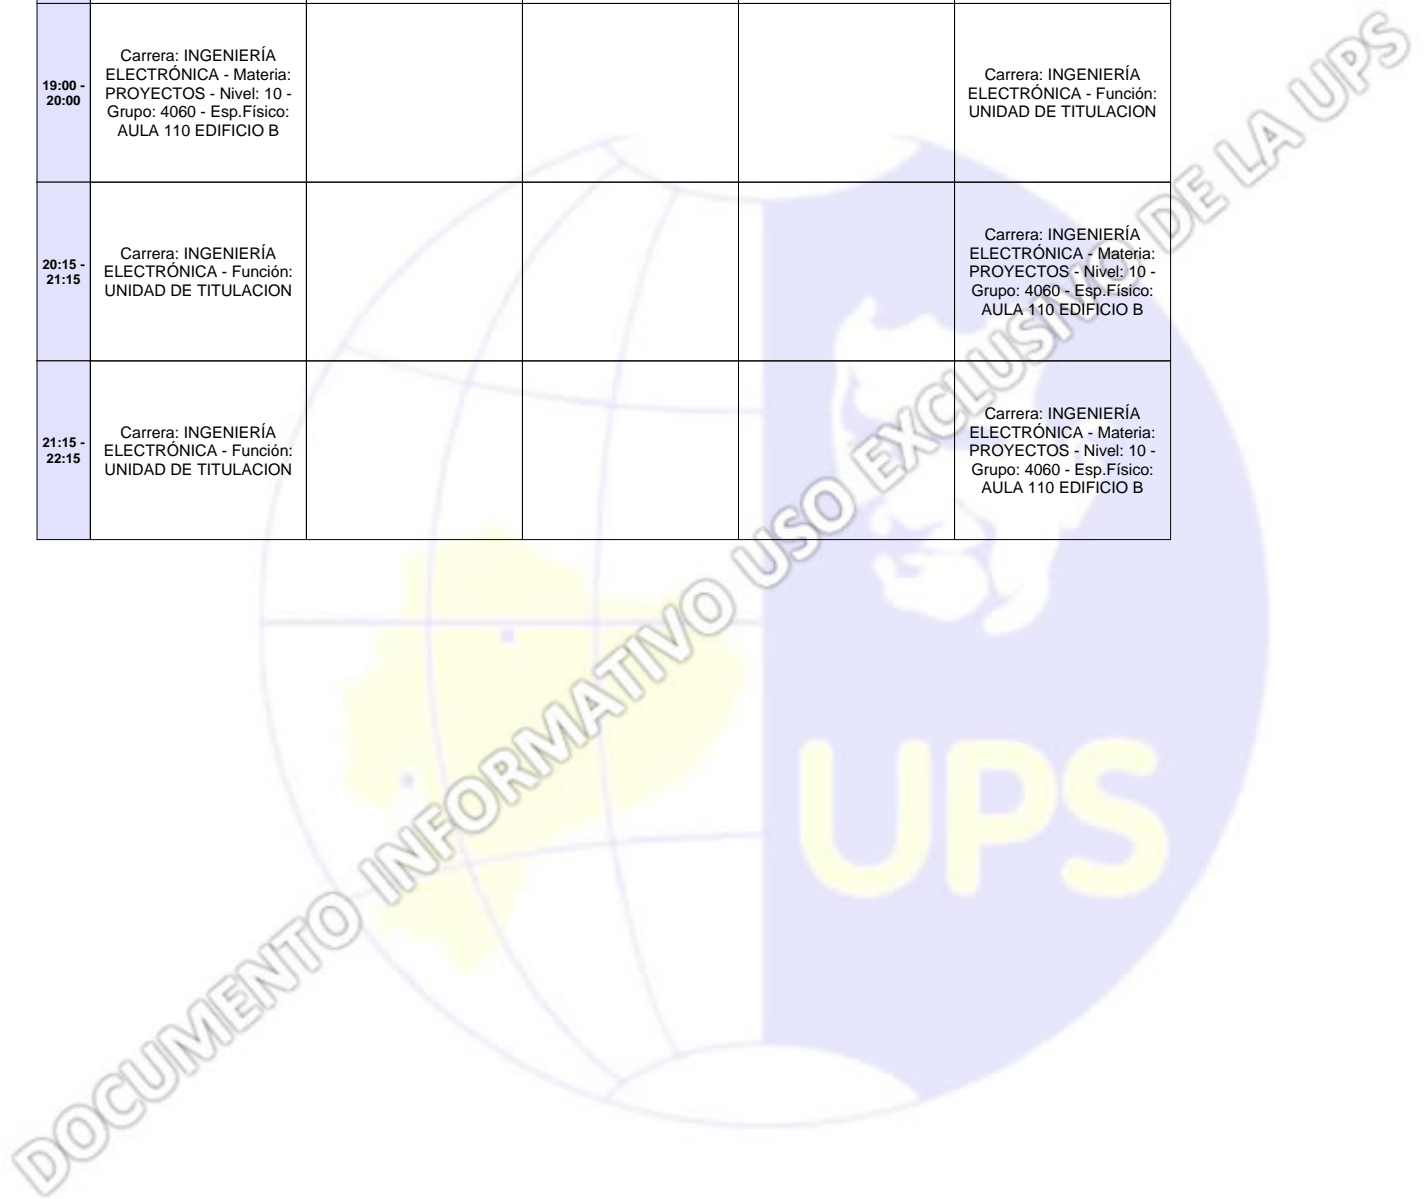 19:00 -
20:00
Carrera: INGENIERÍA
ELECTRÓNICA - Materia:
PROYECTOS - Nivel: 10 -
Grupo: 4060 - Esp.Físico:
AULA 110 EDIFICIO B
Carrera: INGENIERÍA
ELECTRÓNICA - Función:
UNIDAD DE TITULACION
20:15 -
21:15
Carrera: INGENIERÍA
ELECTRÓNICA - Función:
UNIDAD DE TITULACION
Carrera: INGENIERÍA
ELECTRÓNICA - Materia:
PROYECTOS - Nivel: 10 -
Grupo: 4060 - Esp.Físico:
AULA 110 EDIFICIO B
21:15 -
22:15
Carrera: INGENIERÍA
ELECTRÓNICA - Función:
UNIDAD DE TITULACION
Carrera: INGENIERÍA
ELECTRÓNICA - Materia:
PROYECTOS - Nivel: 10 -
Grupo: 4060 - Esp.Físico:
AULA 110 EDIFICIO B
DOCUMENTO INFORMATIVO USO EXCLUSIVO DE LA UPS
UPS